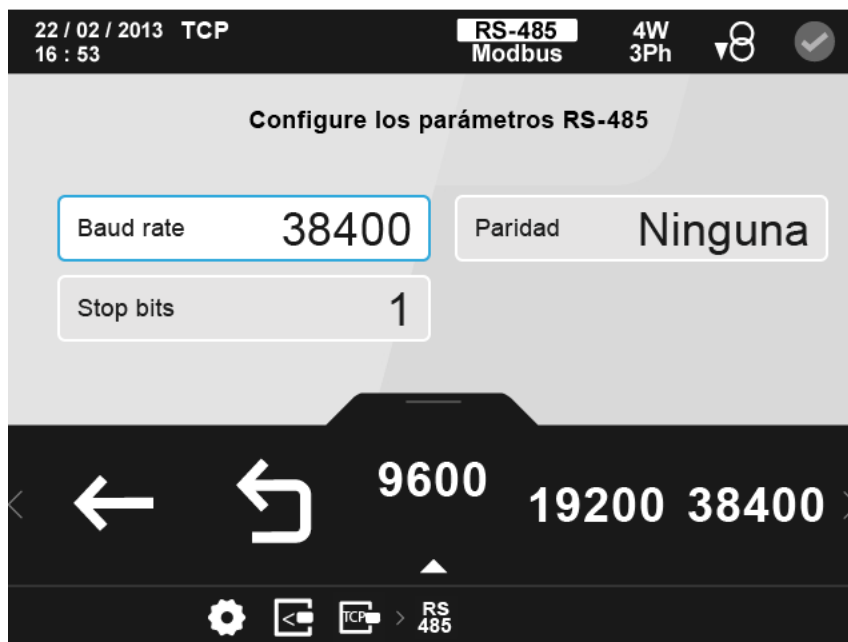 22 / 02 / 2013 TCP RS-485 4W
16 : 53 Modbus 3Ph
Configure los parámetros RS-485
Baud rate 38400 Paridad Ninguna
Stop bits 1
9600 19200 38400
< TCP > RS
485